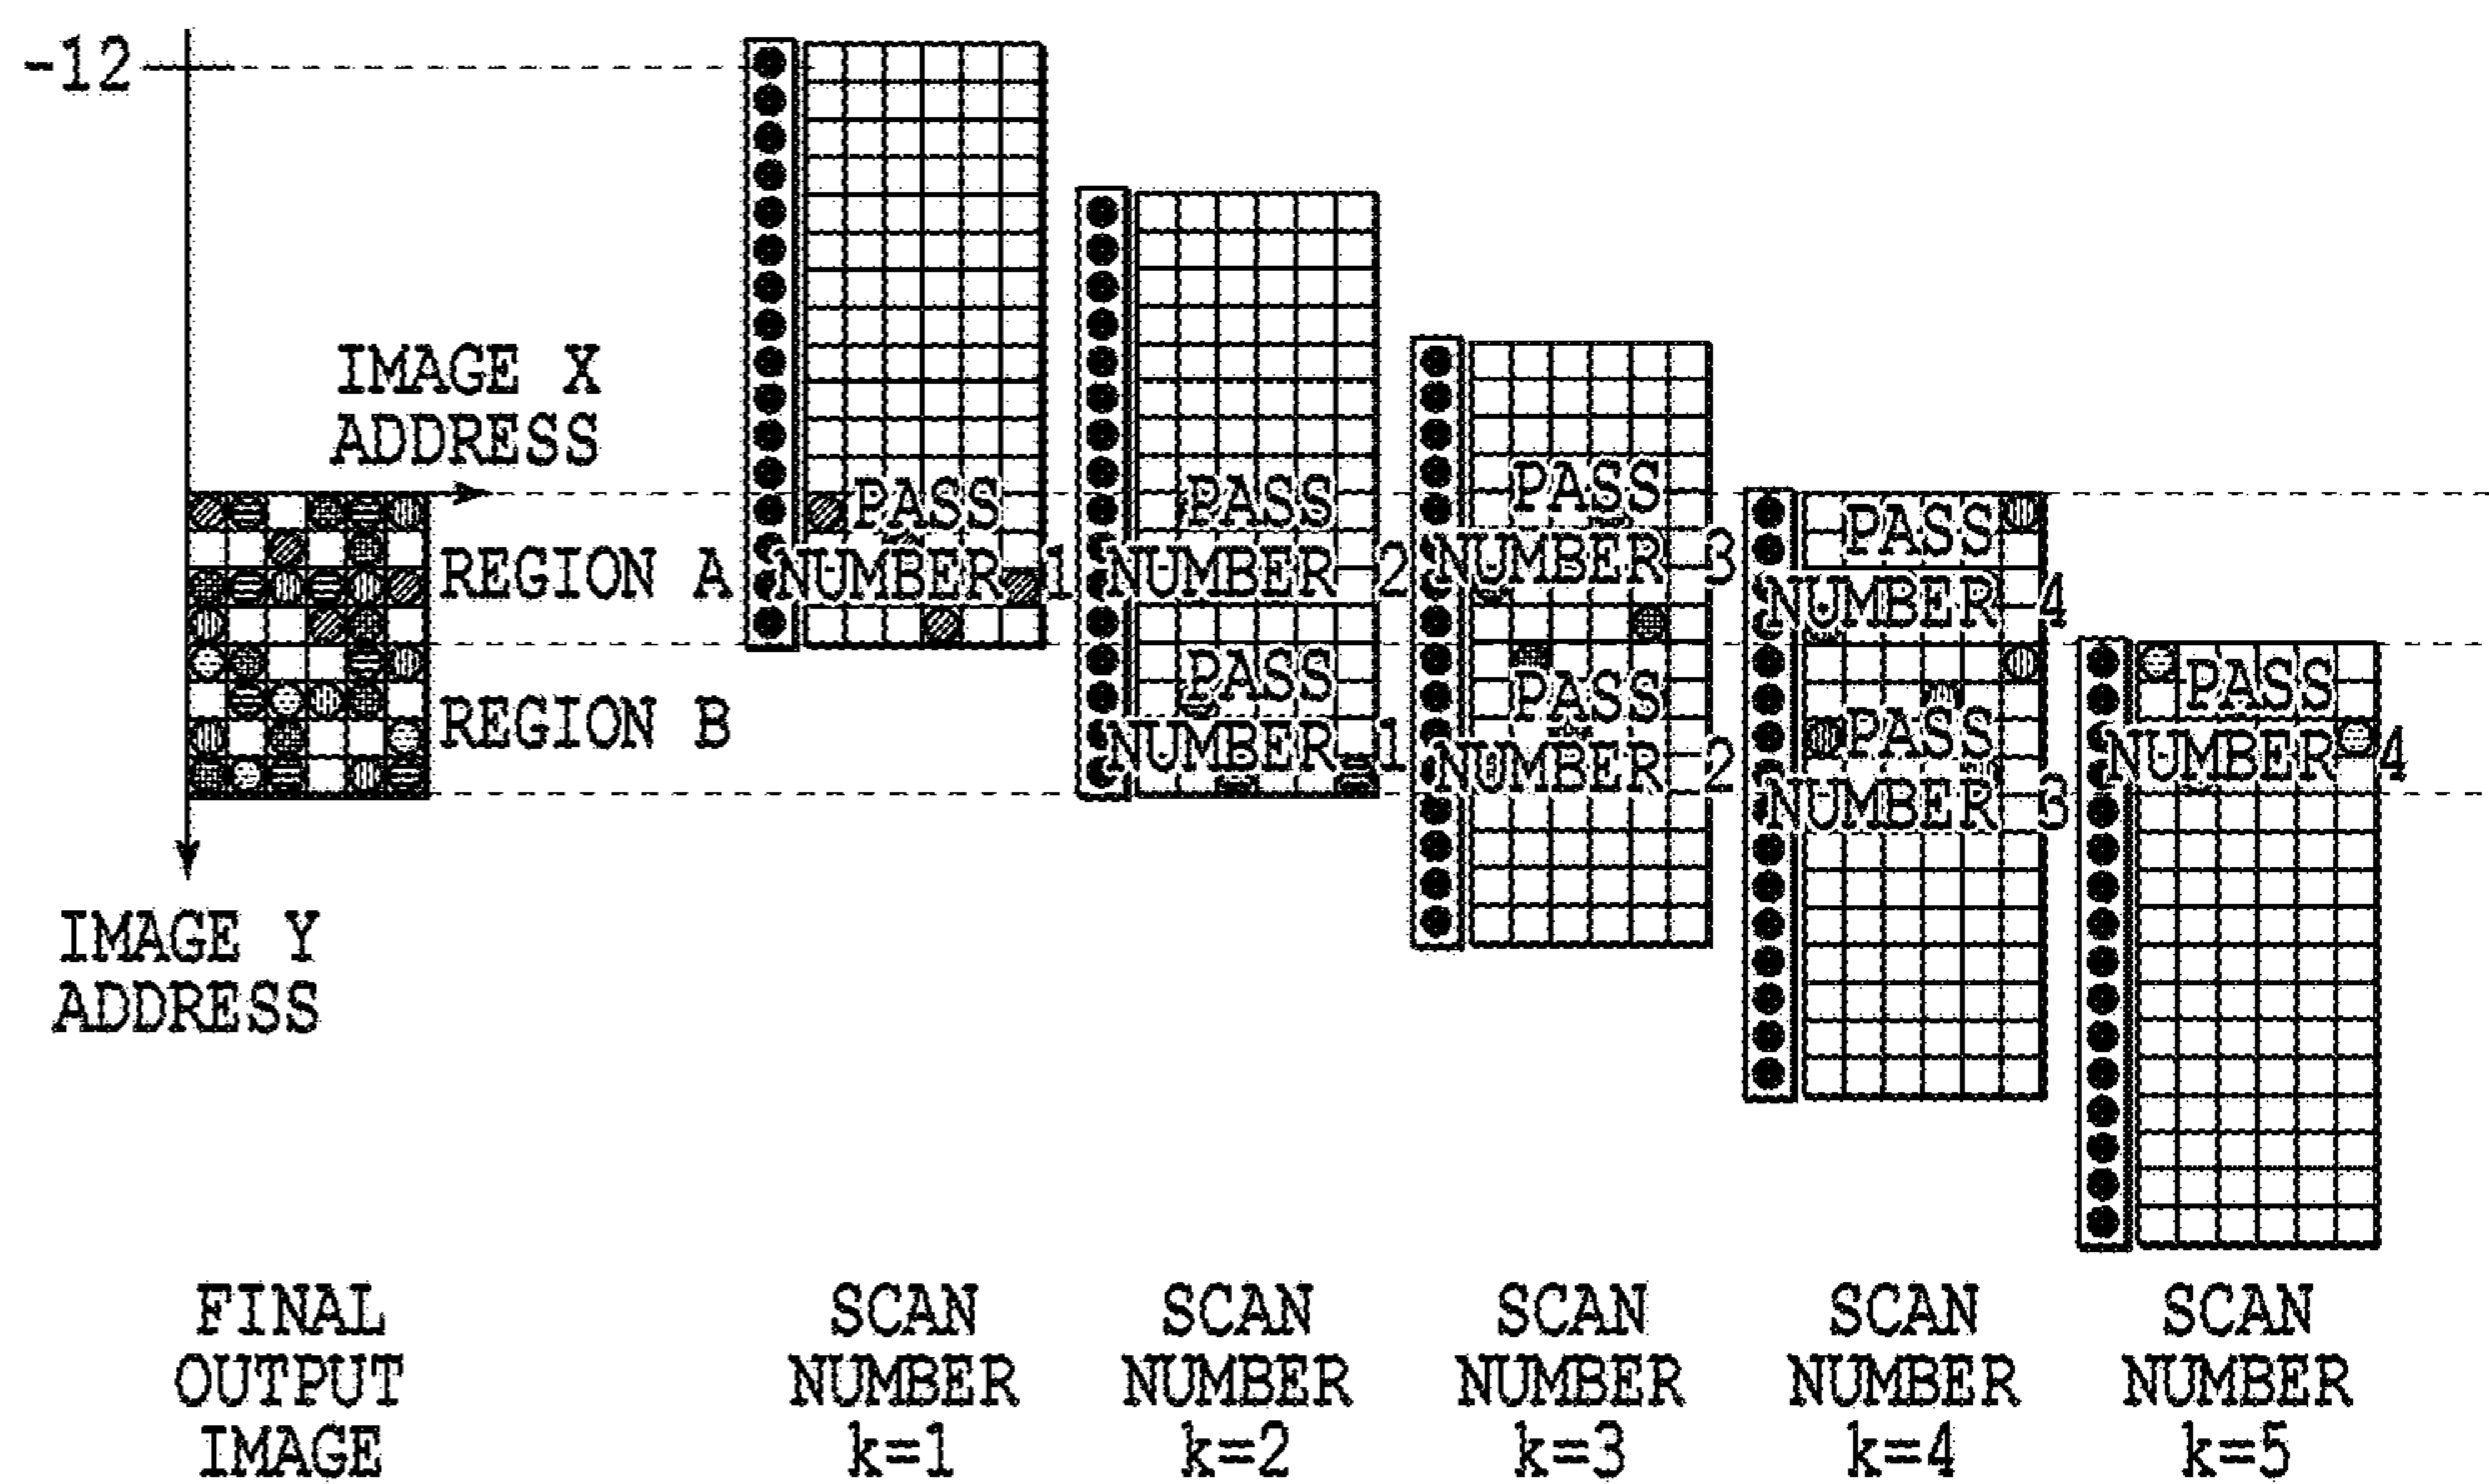 -12
IMAGE X
ADDRESS
REGION A
REGION B
IMAGE Y
ADDRESS
PASS
NUMBER 1
PASS
NUMBER 2
PASS
NUMBER 1
PASS
NUMBER 3
PASS
NUMBER 2
PASS
NUMBER 4
PASS
NUMBER 3
PASS
NUMBER 4
FINAL
OUTPUT
IMAGE
SCAN
NUMBER
k=1
SCAN
NUMBER
k=2
SCAN
NUMBER
k=3
SCAN
NUMBER
k=4
SCAN
NUMBER
k=5